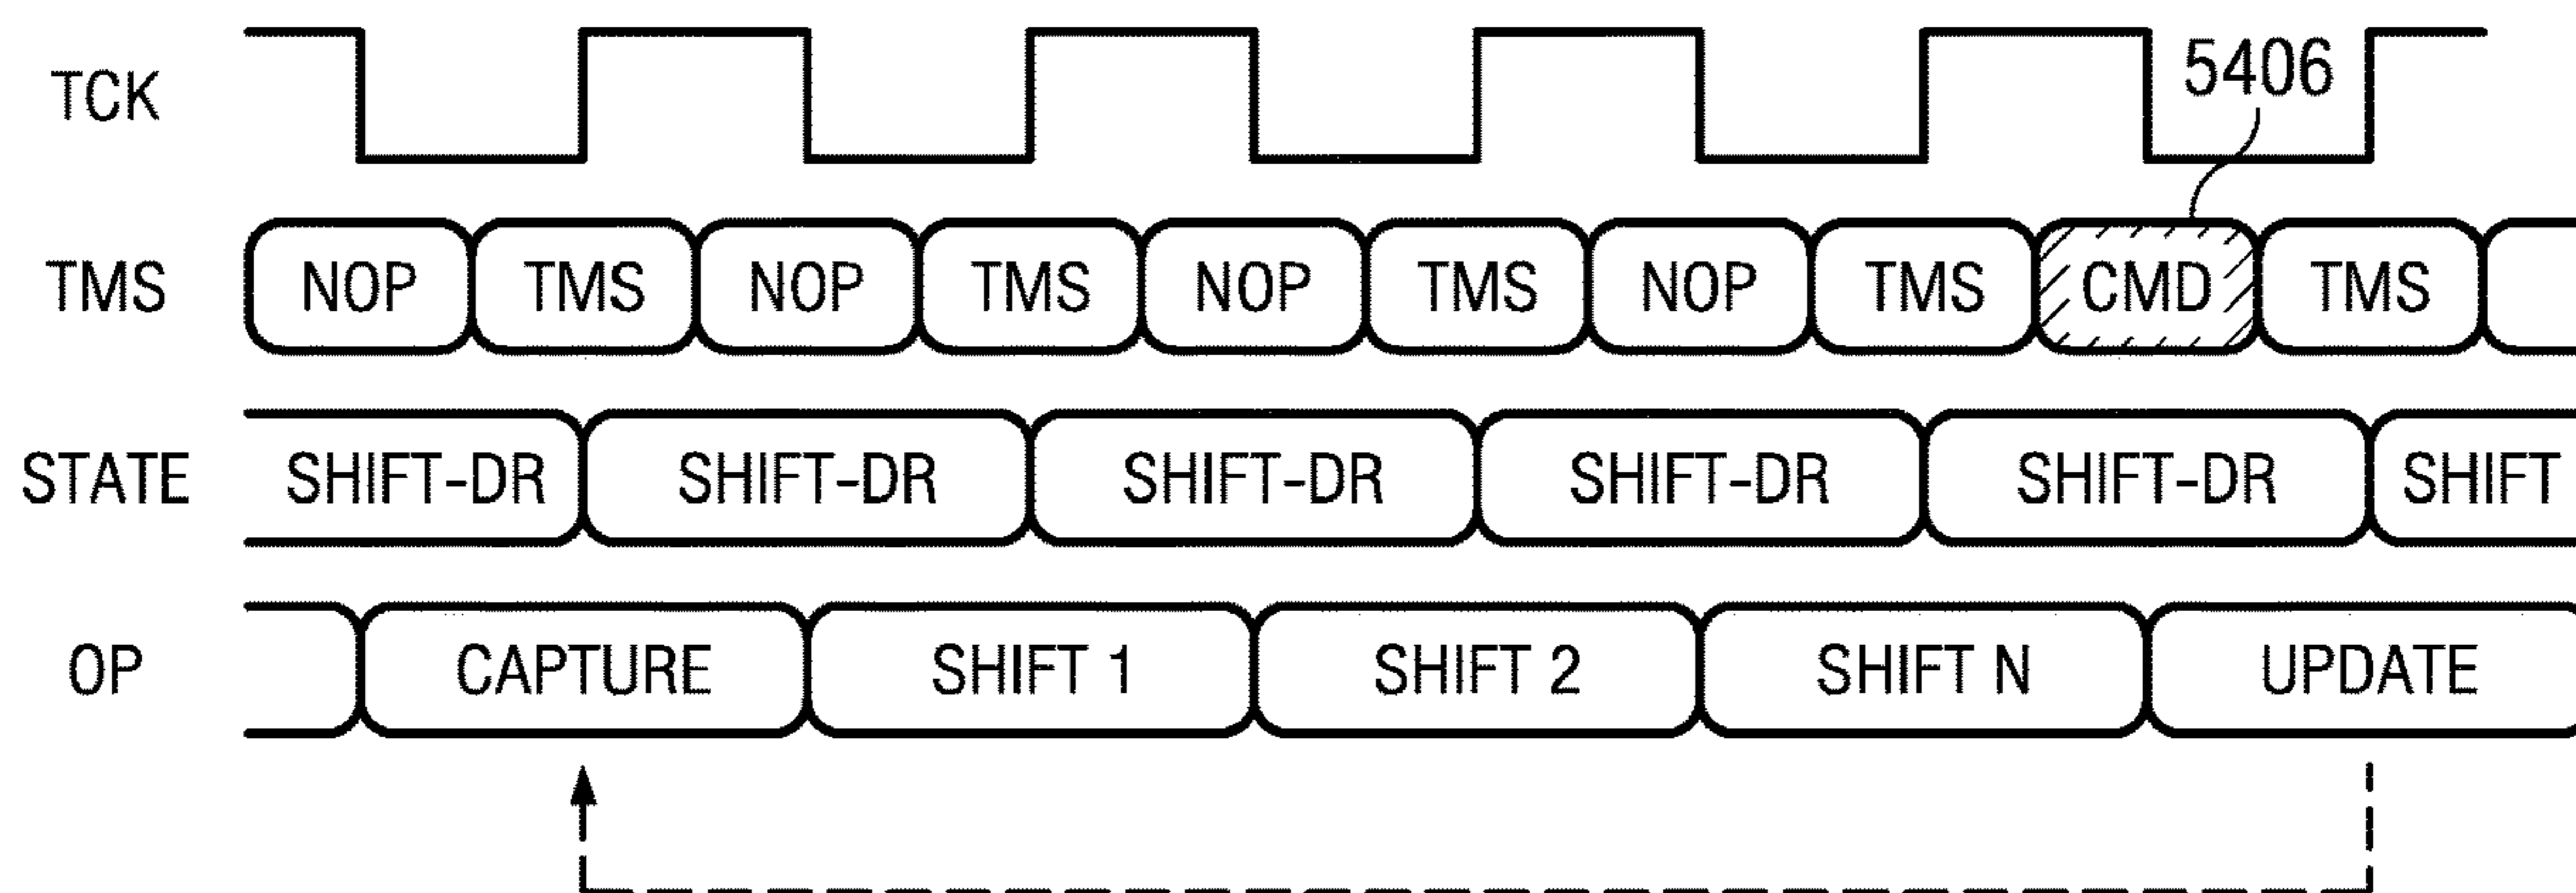 TCK 5406
TMS NOP TMS NOP TMS NOP TMS NOP TMS CMD TMS
STATE SHIFT-DR SHIFT-DR SHIFT-DR SHIFT-DR SHIFT-DR SHIFT
OP CAPTURE SHIFT 1 SHIFT 2 SHIFT N UPDATE